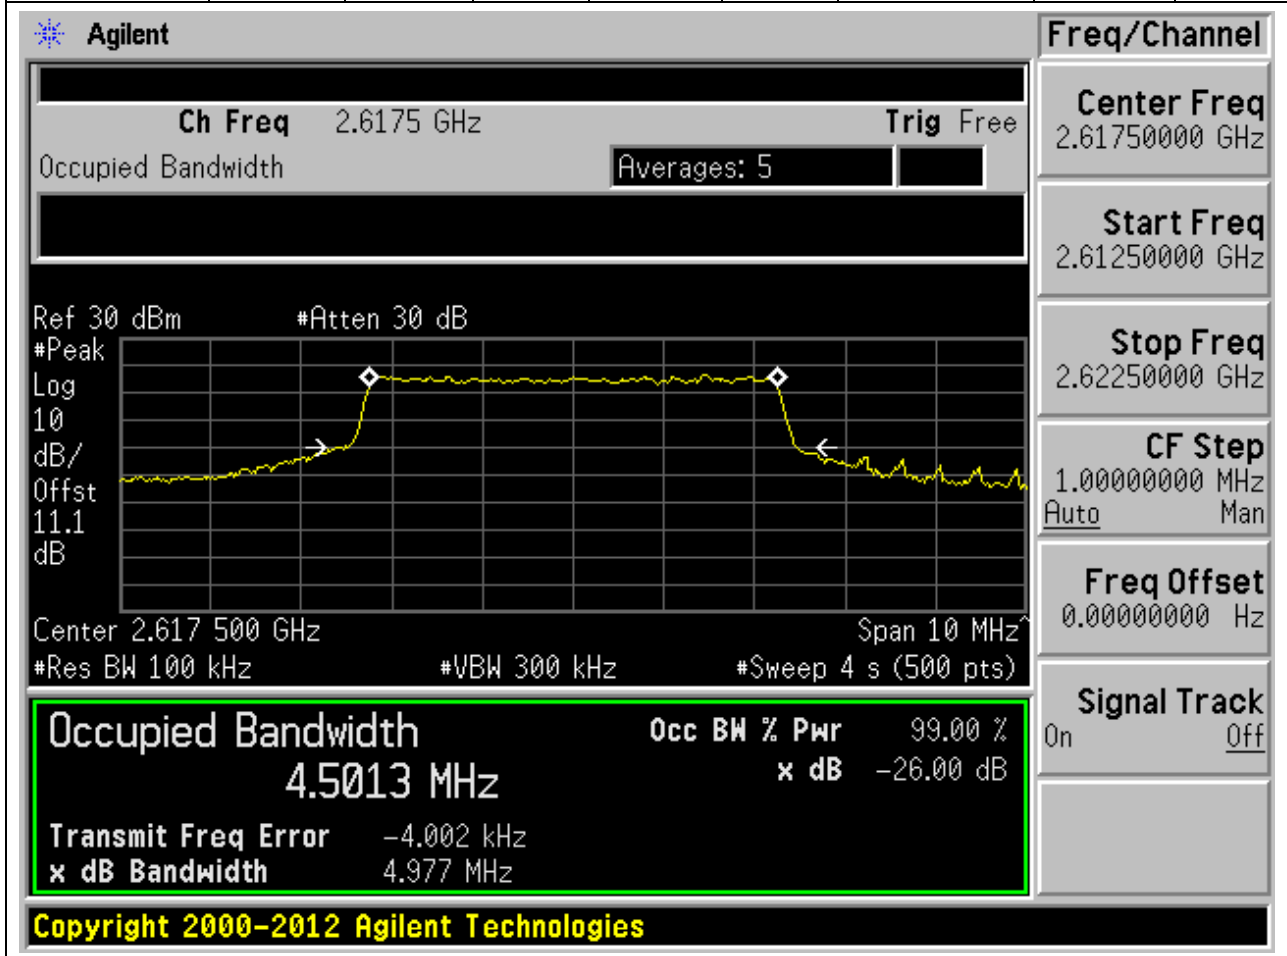 Agilent
Freq/Channel
Ch Freq 2.6175 GHz Trig Free
Occupied Bandwidth Averages: 5
Center Freq
2.61750000 GHz
Start Freq
2.61250000 GHz
Stop Freq
2.62250000 GHz
CF Step
1.00000000 MHz
Auto Man
Freq Offset
0.00000000 Hz
Signal Track
On Off
Ref 30 dBm #Atten 30 dB
#Peak
Log
10
dB/
Offst
11.1
dB
Center 2.617 500 GHz Span 10 MHz^
#Res BW 100 kHz #VBW 300 kHz #Sweep 4 s (500 pts)
Occupied Bandwidth Occ BW % Pwr 99.00 %
4.5013 MHz x dB -26.00 dB
Transmit Freq Error -4.002 kHz
x dB Bandwidth 4.977 MHz
Copyright 2000-2012 Agilent Technologies